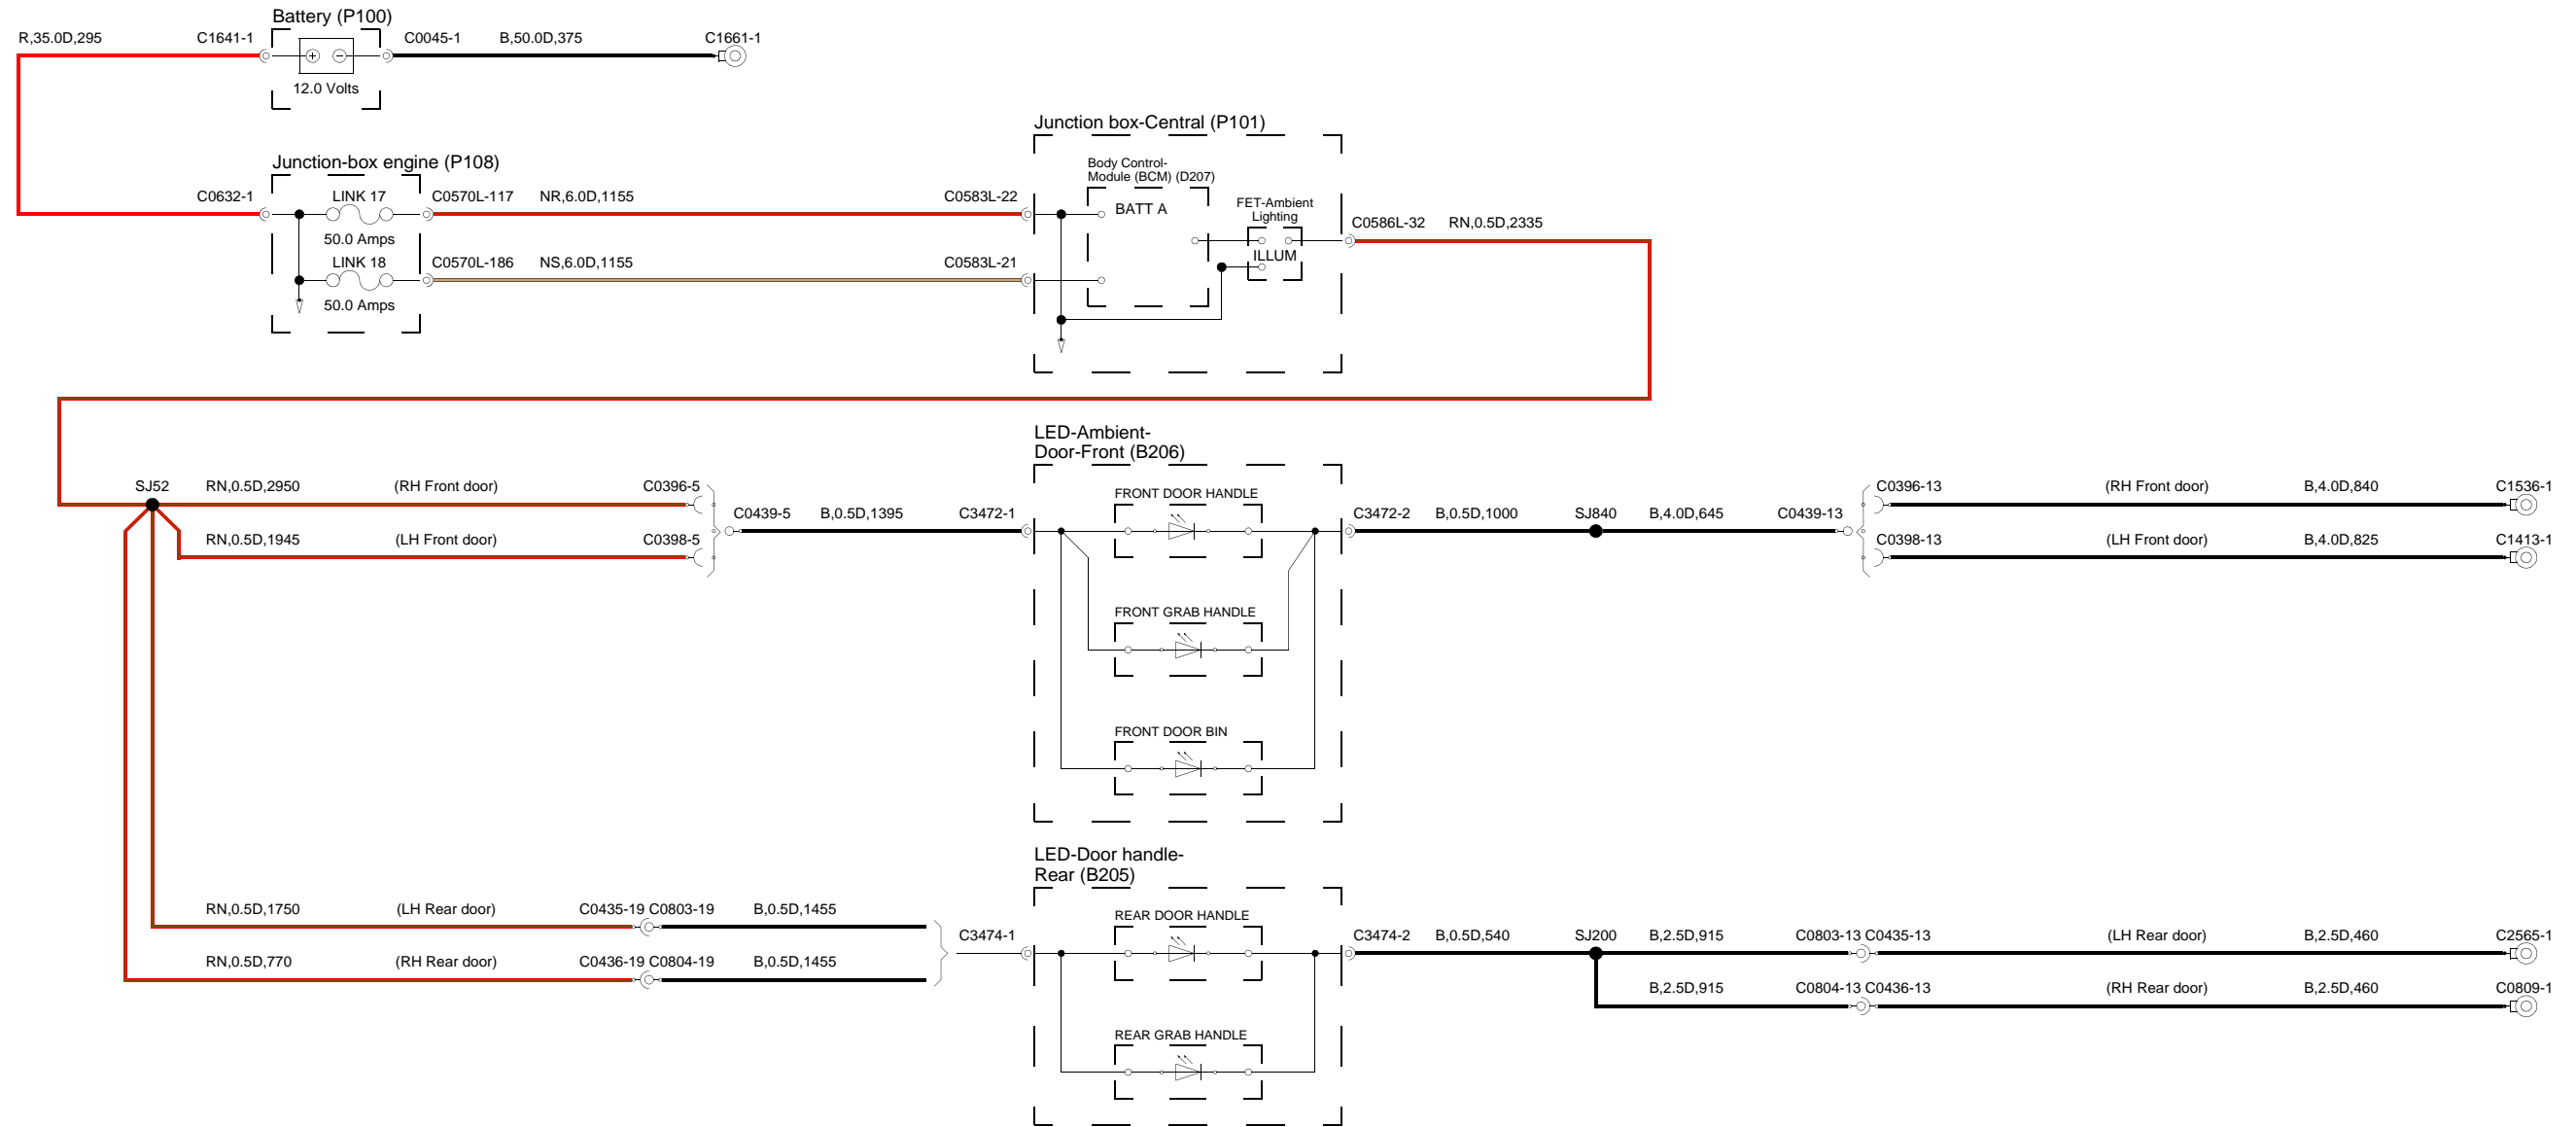 Battery (P100)
R,35.0D,295
C1641-1
C0045-1
B,50.0D,375
C1661-1
12.0 Volts
Junction box-Central (P101)
Junction-box engine (P108)
Body Control-
Module (BCM) (D207)
C0632-1
LINK 17
C0570L-117
NR,6.0D,1155
C0583L-22
BATT A
FET-Ambient
Lighting
C0586L-32
RN,0.5D,2335
50.0 Amps
LINK 18
C0570L-186
NS,6.0D,1155
C0583L-21
ILLUM
50.0 Amps
LED-Ambient-
Door-Front (B206)
SJ52
RN,0.5D,2950
(RH Front door)
C0396-5
FRONT DOOR HANDLE
C0396-13
(RH Front door)
B,4.0D,840
C1536-1
C0439-5
B,0.5D,1395
C3472-1
C3472-2
B,0.5D,1000
SJ840
B,4.0D,645
C0439-13
RN,0.5D,1945
(LH Front door)
C0398-5
C0398-13
(LH Front door)
B,4.0D,825
C1413-1
FRONT GRAB HANDLE
FRONT DOOR BIN
LED-Door handle-
Rear (B205)
RN,0.5D,1750
(LH Rear door)
C0435-19 C0803-19
B,0.5D,1455
REAR DOOR HANDLE
C3474-1
C3474-2
B,0.5D,540
SJ200
B,2.5D,915
C0803-13 C0435-13
(LH Rear door)
B,2.5D,460
C2565-1
RN,0.5D,770
(RH Rear door)
C0436-19 C0804-19
B,0.5D,1455
B,2.5D,915
C0804-13 C0436-13
(RH Rear door)
B,2.5D,460
C0809-1
REAR GRAB HANDLE